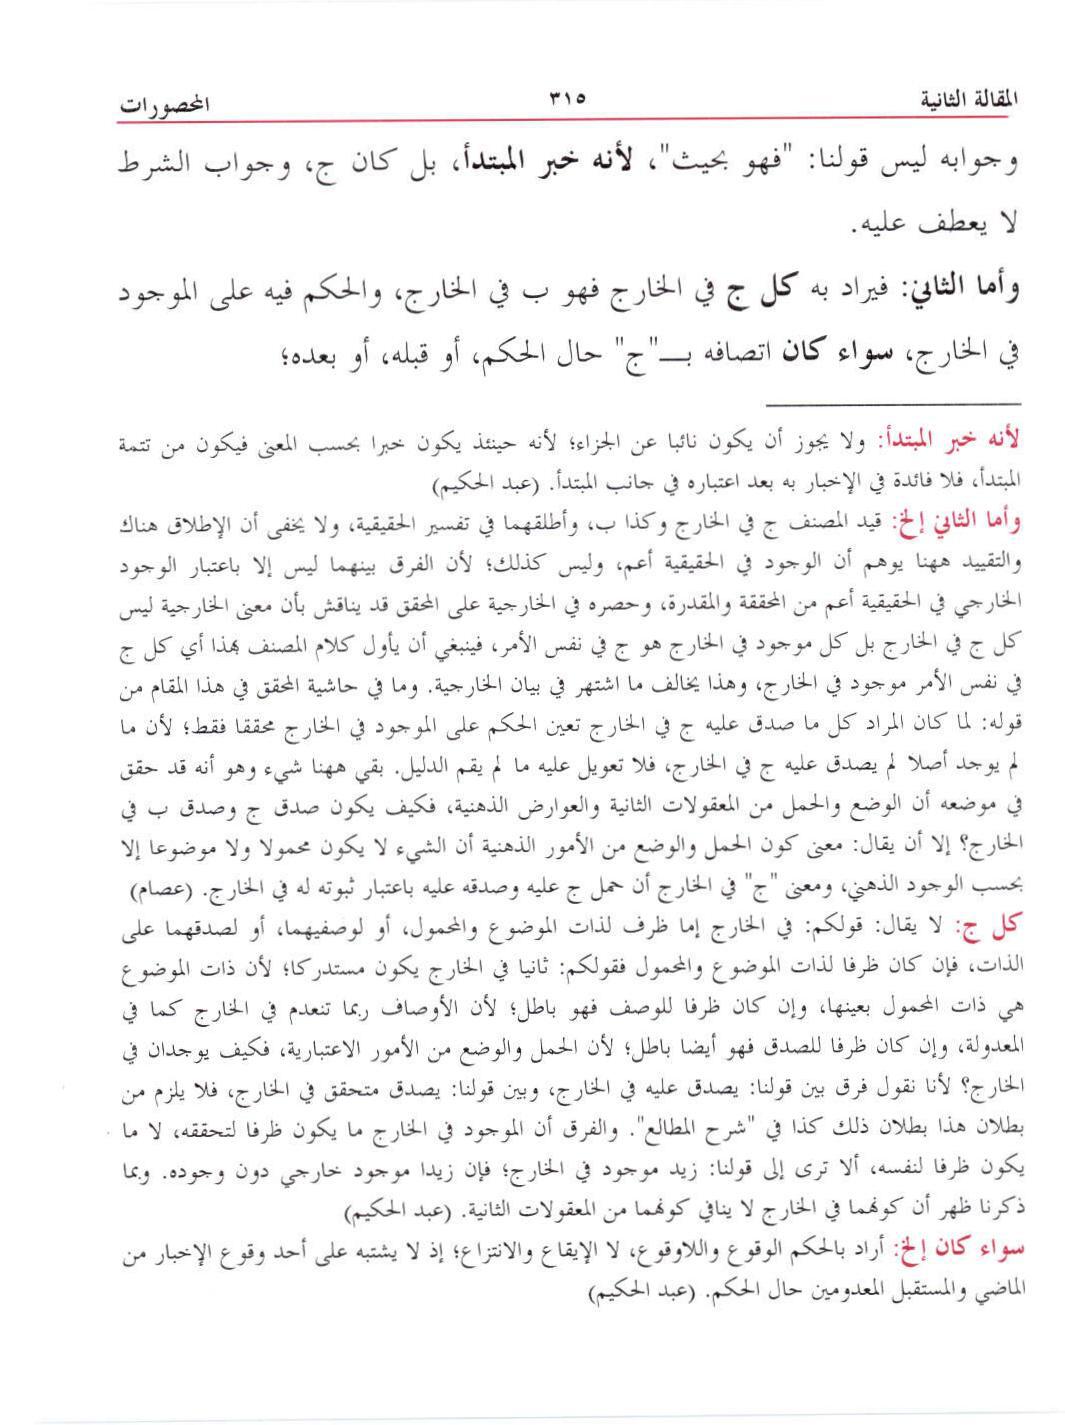 المقالة الثانية ٣١٥ المحصورات
وجوابه ليس قولنا: "فهو بحيث"، لأنه خبر المبتدأ، بل كان ج، وجواب الشرط
لا يعطف عليه.
وأما الثاني: فيراد به كل ج في الخارج فهو ب في الخارج، والحكم فيه على الموجود
في الخارج، سواء كان اتصافه بـــ"ج" حال الحكم، أو قبله، أو بعده؛
لأنه خبر المبتدأ: ولا يجوز أن يكون نائبا عن الجزاء؛ لأنه حينئذ يكون خبرا بحسب المعنى فيكون من تتمة
المبتدأ، فلا فائدة في الإخبار به بعد اعتباره في جانب المبتدأ. (عبد الحكيم)
وأما الثاني إلخ: قيد المصنف ج في الخارج وكذا ب، وأطلقهما في تفسير الحقيقية، ولا يخفى أن الإطلاق هناك
والتقييد ههنا يوهم أن الوجود في الحقيقية أعم، وليس كذلك؛ لأن الفرق بينهما ليس إلا باعتبار الوجود
الخارجي في الحقيقية أعم من المحققة والمقدرة، وحصره في الخارجية على المحقق قد يناقش بأن معنى الخارجية ليس
كل ج في الخارج بل كل موجود في الخارج هو ج في نفس الأمر، فينبغي أن يأول كلام المصنف بهذا أي كل ج
في نفس الأمر موجود في الخارج، وهذا يخالف ما اشتهر في بيان الخارجية. وما في حاشية المحقق في هذا المقام من
قوله: لما كان المراد كل ما صدق عليه ج في الخارج تعين الحكم على الموجود في الخارج محققا فقط؛ لأن ما
لم يوجد أصلا لم يصدق عليه ج في الخارج، فلا تعويل عليه ما لم يقم الدليل. بقي ههنا شيء وهو أنه قد حقق
في موضعه أن الوضع والحمل من المعقولات الثانية والعوارض الذهنية، فكيف يكون صدق ج وصدق ب في
الخارج؟ إلا أن يقال: معنى كون الحمل والوضع من الأمور الذهنية أن الشيء لا يكون محمولا ولا موضوعا إلا
بحسب الوجود الذهني، ومعنى "ج" في الخارج أن حمل ج عليه وصدقه عليه باعتبار ثبوته له في الخارج. (عصام)
كل ج: لا يقال: قولكم: في الخارج إما ظرف لذات الموضوع والمحمول، أو لوصفيهما، أو لصدقهما على
الذات، فإن كان ظرفا لذات الموضوع والمحمول فقولكم: ثانيا في الخارج يكون مستدركا؛ لأن ذات الموضوع
هي ذات المحمول بعينها، وإن كان ظرفا للوصف فهو باطل؛ لأن الأوصاف ربما تنعدم في الخارج كما في
المعدولة، وإن كان ظرفا للصدق فهو أيضا باطل؛ لأن الحمل والوضع من الأمور الاعتبارية، فكيف يوجدان في
الخارج؟ لأنا نقول فرق بين قولنا: يصدق عليه في الخارج، وبين قولنا: يصدق متحقق في الخارج، فلا يلزم من
بطلان هذا بطلان ذلك كذا في "شرح المطالع". والفرق أن الموجود في الخارج ما يكون ظرفا لتحققه، لا ما
يكون ظرفا لنفسه، ألا ترى إلى قولنا: زيد موجود في الخارج؛ فإن زيدا موجود خارجي دون وجوده. وبما
ذكرنا ظهر أن كونهما في الخارج لا ينافي كونهما من المعقولات الثانية. (عبد الحكيم)
سواء كان إلخ: أراد بالحكم الوقوع واللاوقوع، لا الإيقاع والانتزاع؛ إذ لا يشتبه على أحد وقوع الإخبار من
الماضي والمستقبل المعدومين حال الحكم. (عبد الحكيم)